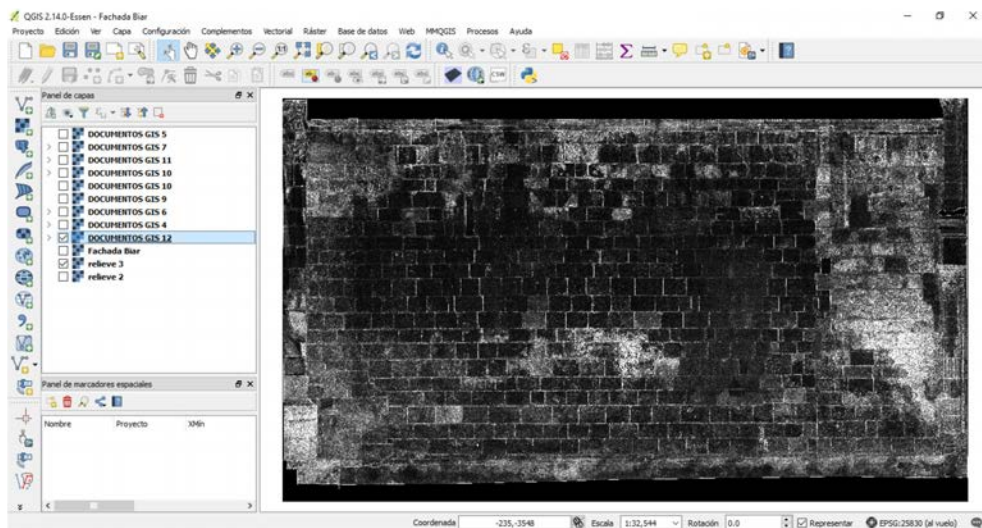 QGIS 2.14.0-Essen - Fachada Biar
Proyecto Edición Ver Capa Configuración Complementos Vectorial Ráster Base de datos Web MMQGIS Procesos Ayuda
Panel de capas
DOCUMENTOS GIS 5
DOCUMENTOS GIS 7
DOCUMENTOS GIS 11
DOCUMENTOS GIS 10
DOCUMENTOS GIS 10
DOCUMENTOS GIS 9
DOCUMENTOS GIS 6
DOCUMENTOS GIS 4
DOCUMENTOS GIS 12
Fachada Biar
relieve 3
relieve 2
Panel de marcadores espaciales
Nombre Proyecto XMin
Coordenada -235,-3548 Escala 1:32,544 Rotación 0.0 Representar EPSG:25830 (al vuelo)